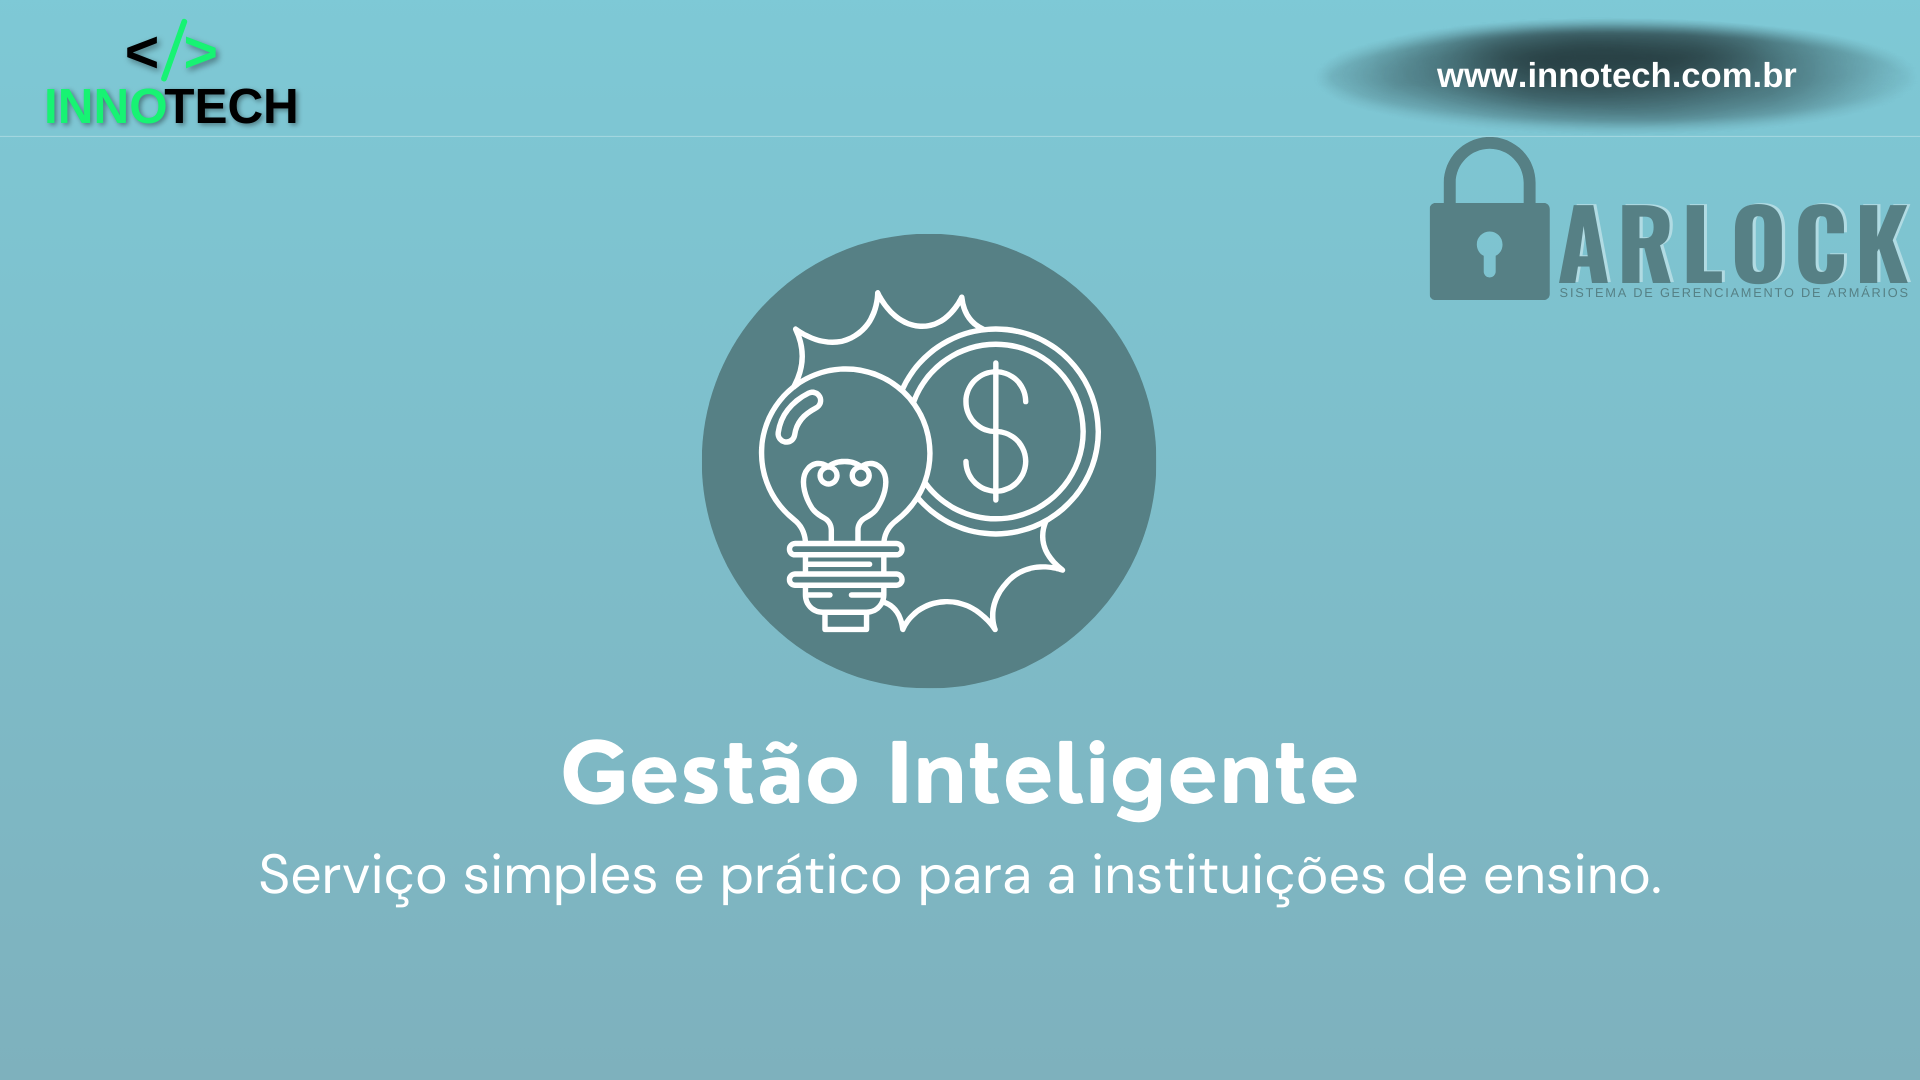 </>
INNOTECH
www.innotech.com.br
ARLOCK
SISTEMA DE GERENCIAMENTO DE ARMÁRIOS
$
Gestão Inteligente
Serviço simples e prático para a instituições de ensino.